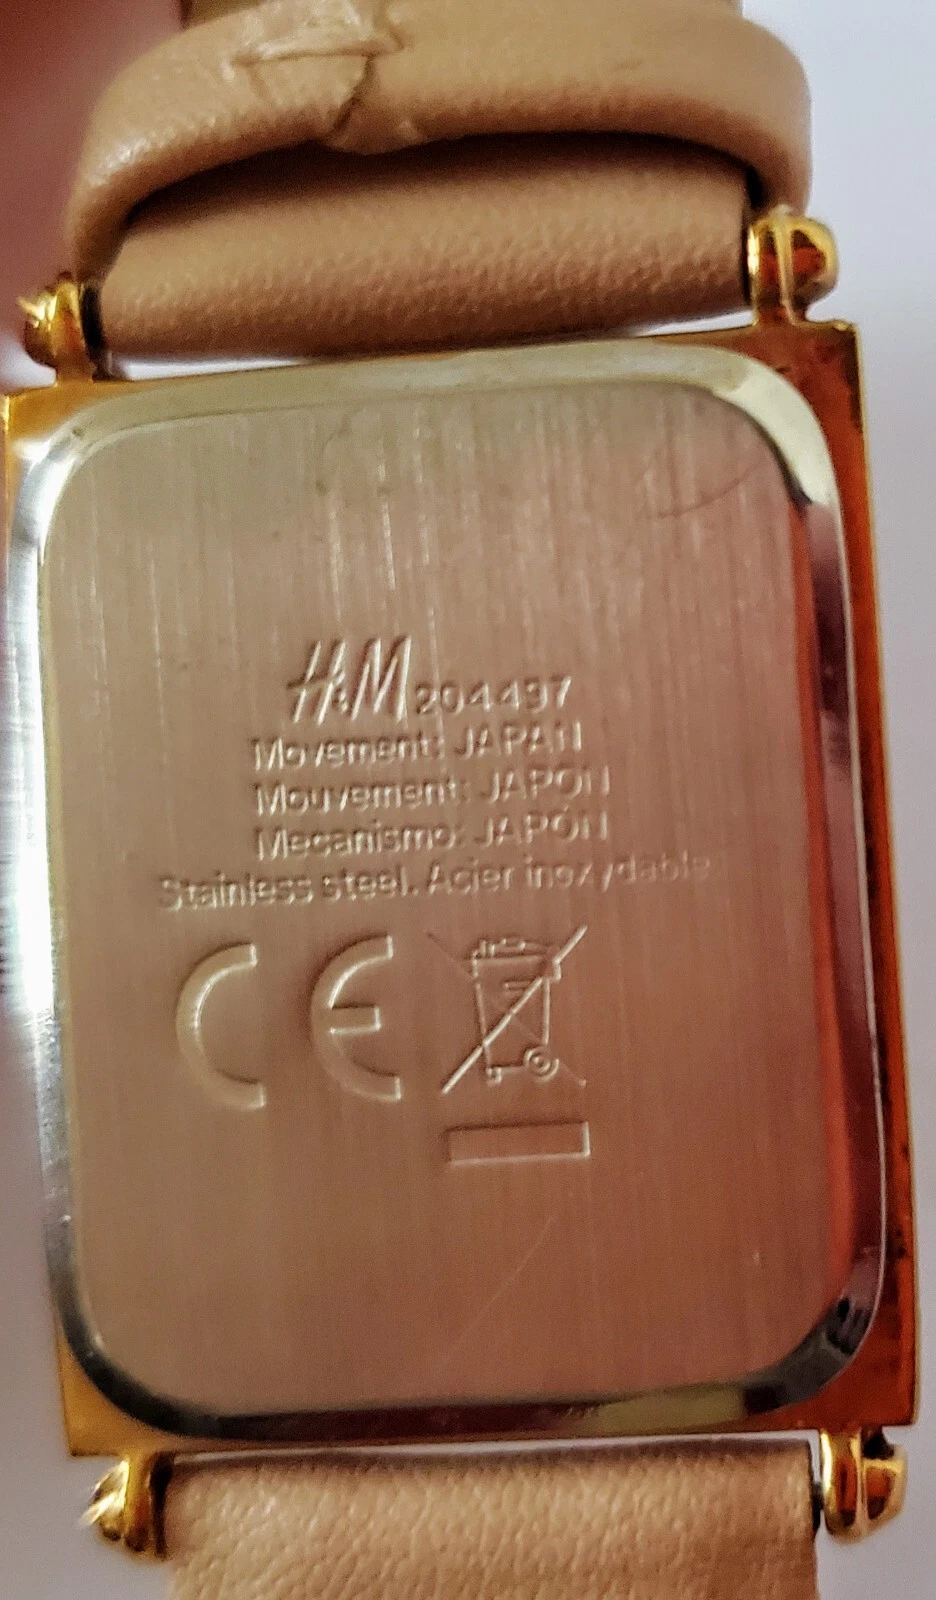 H&M 204497
Movement: JAPAN
Mouvement: JAPON
Mecanismo: JAPÓN
Stainless steel. Acier inoxydable
CE